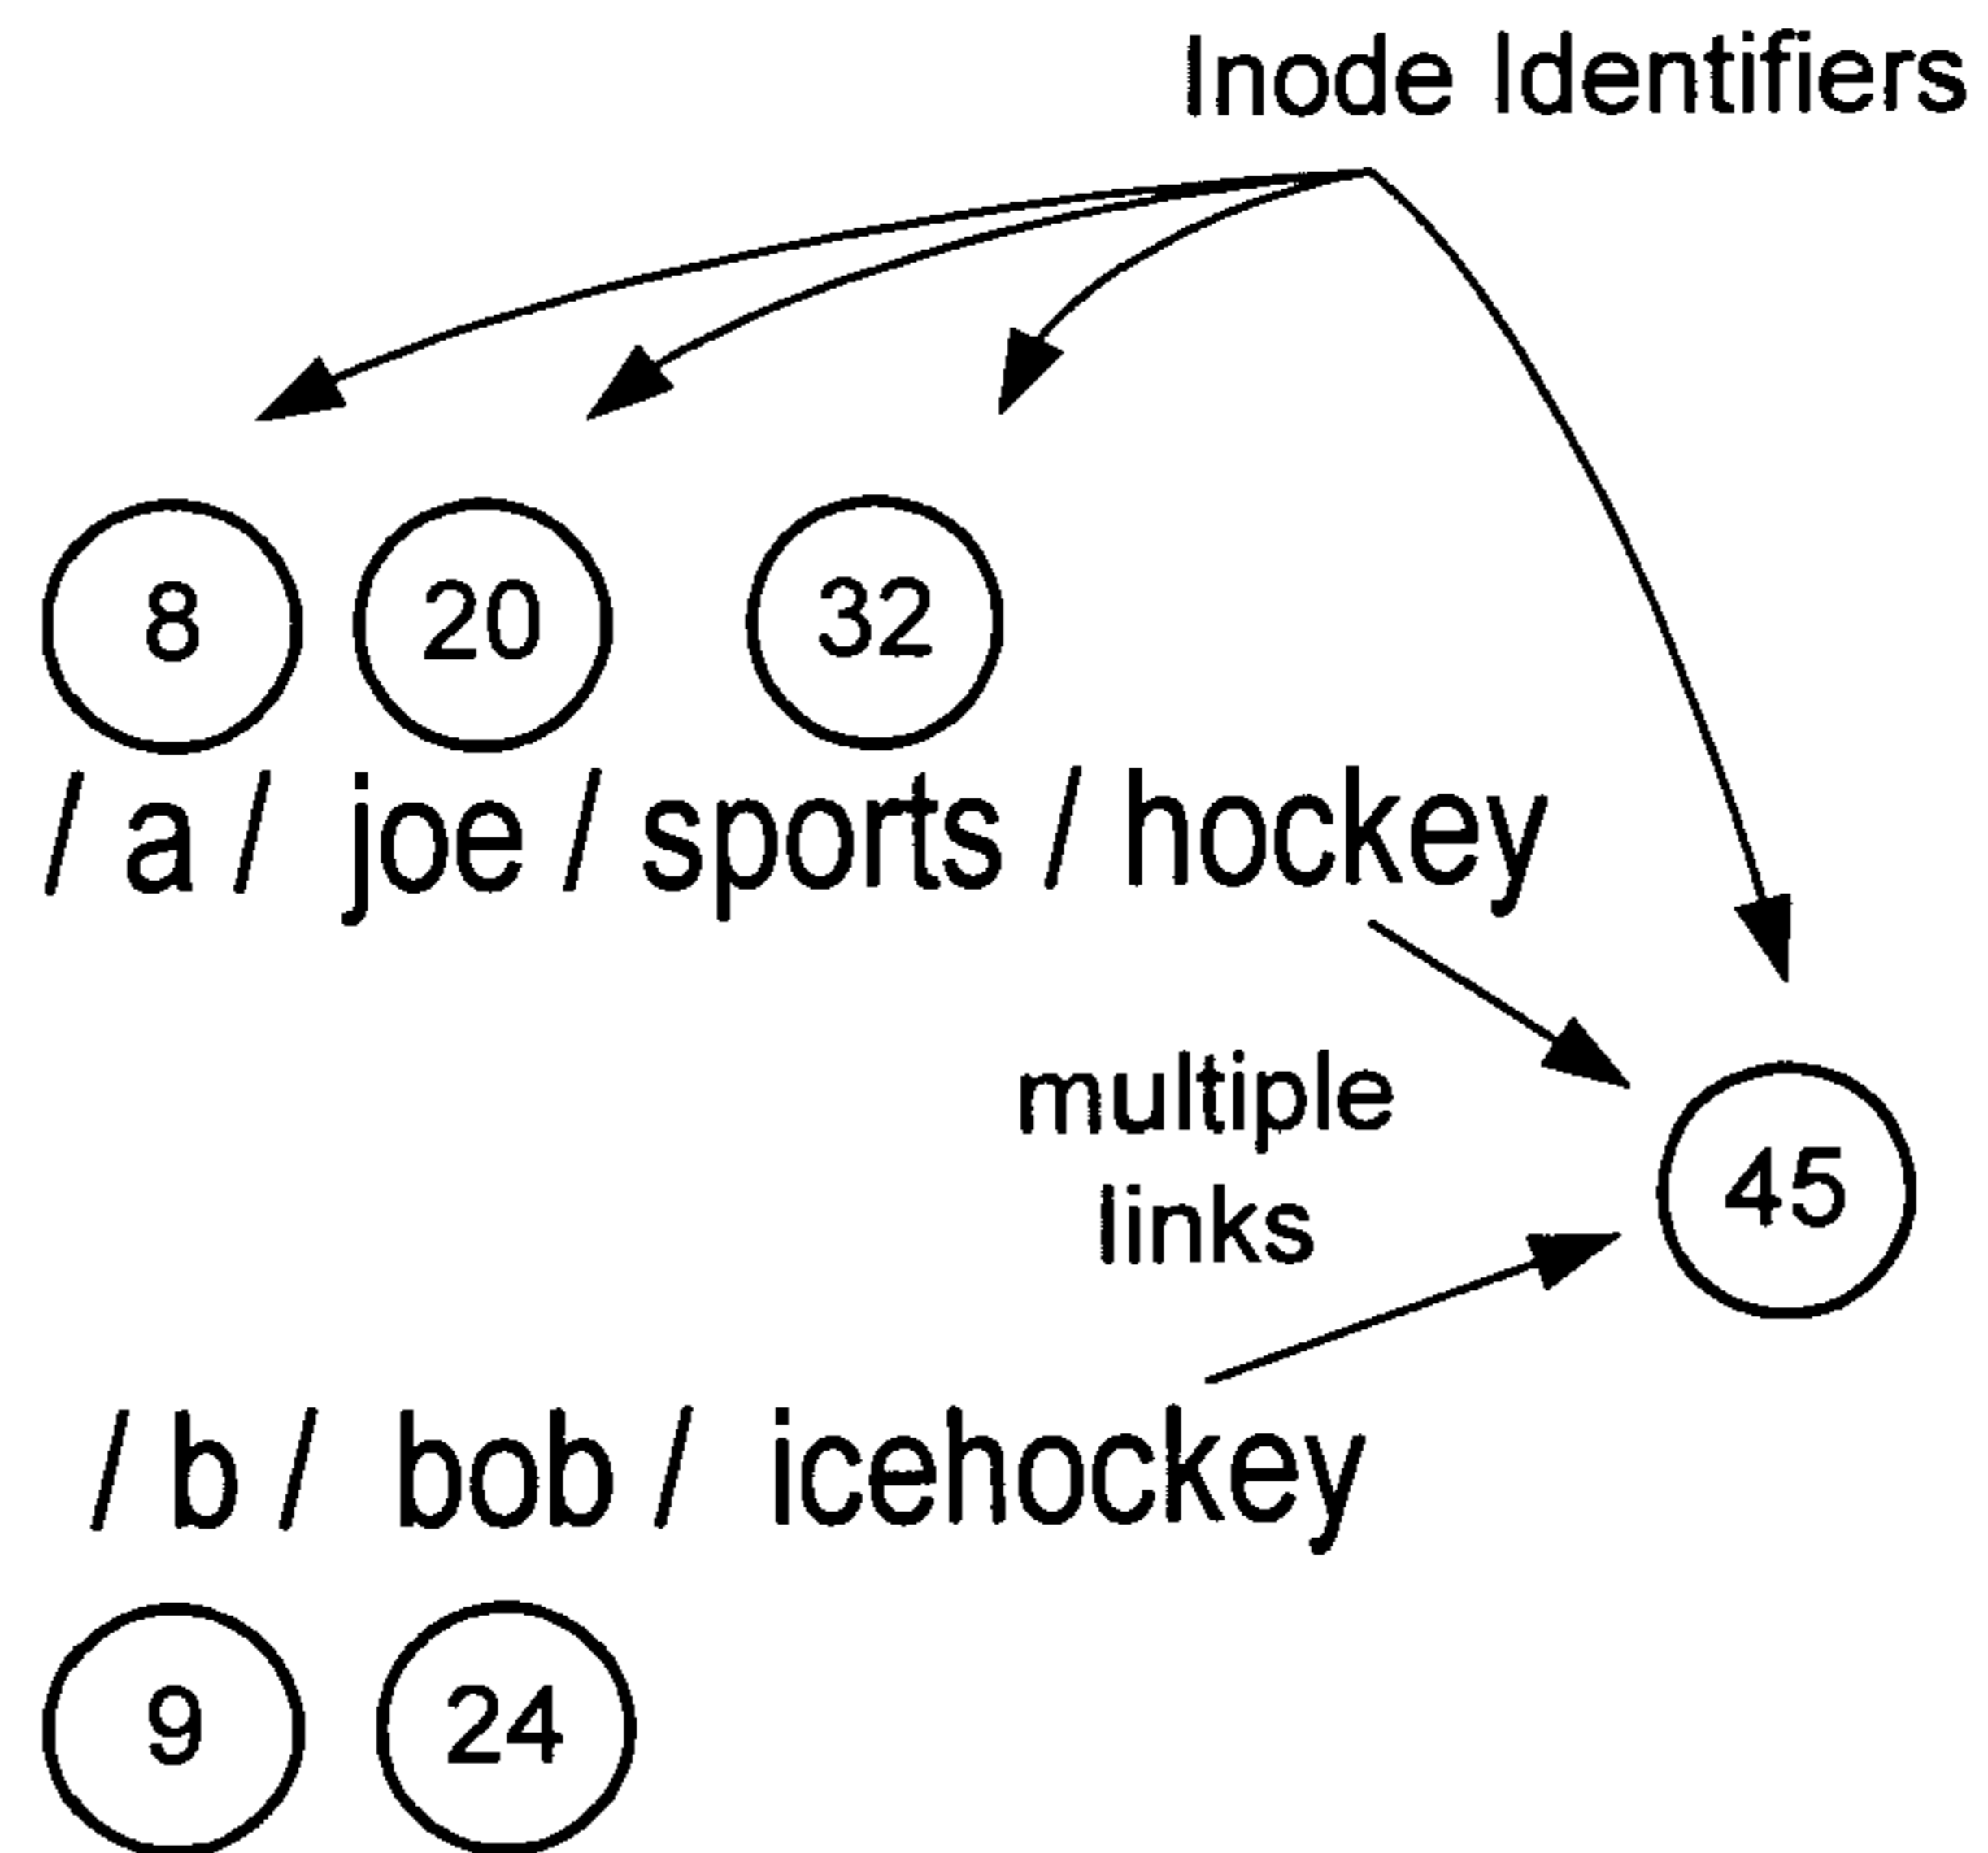 Inode Identifiers
8 20 32
/ a / joe / sports / hockey
multiple
links
45
/ b / bob / icehockey
9 24